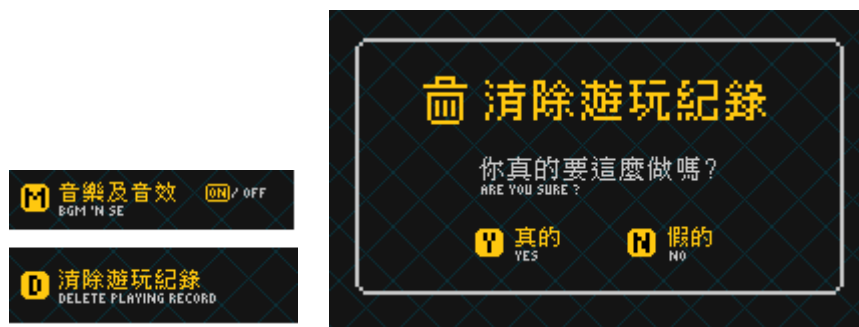 M 音樂及音效 ON / OFF
BGM 'N SE
D 清除遊玩紀錄
DELETE PLAYING RECORD
清除遊玩紀錄
你真的要這麼做嗎?
ARE YOU SURE ?
Y 真的 N 假的
YES NO